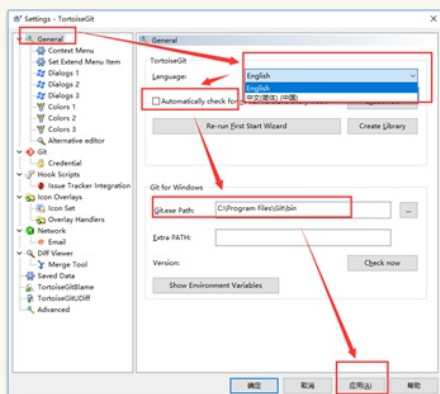 Settings - TortoiseGit
General
Context Menu
Set Extend Menu Item
Dialogs 1
Dialogs 2
Dialogs 3
Colors 1
Colors 2
Colors 3
Alternative editor
Git
Credential
Hook Scripts
Issue Tracker Integration
Icon Overlays
Icon Set
Overlay Handlers
Network
Email
Diff Viewer
Merge Tool
Saved Data
TortoiseGitBlame
TortoiseGitUDiff
Advanced
General
TortoiseGit
Language:
English
English
中文(简体) (中国)
Automatically check for
Re-run First Start Wizard
Create Library
Git for Windows
Git.exe Path:
C:\Program Files\Git\bin
...
Extra PATH:
Version:
Check now
Show Environment Variables
确定
取消
应用(A)
帮助